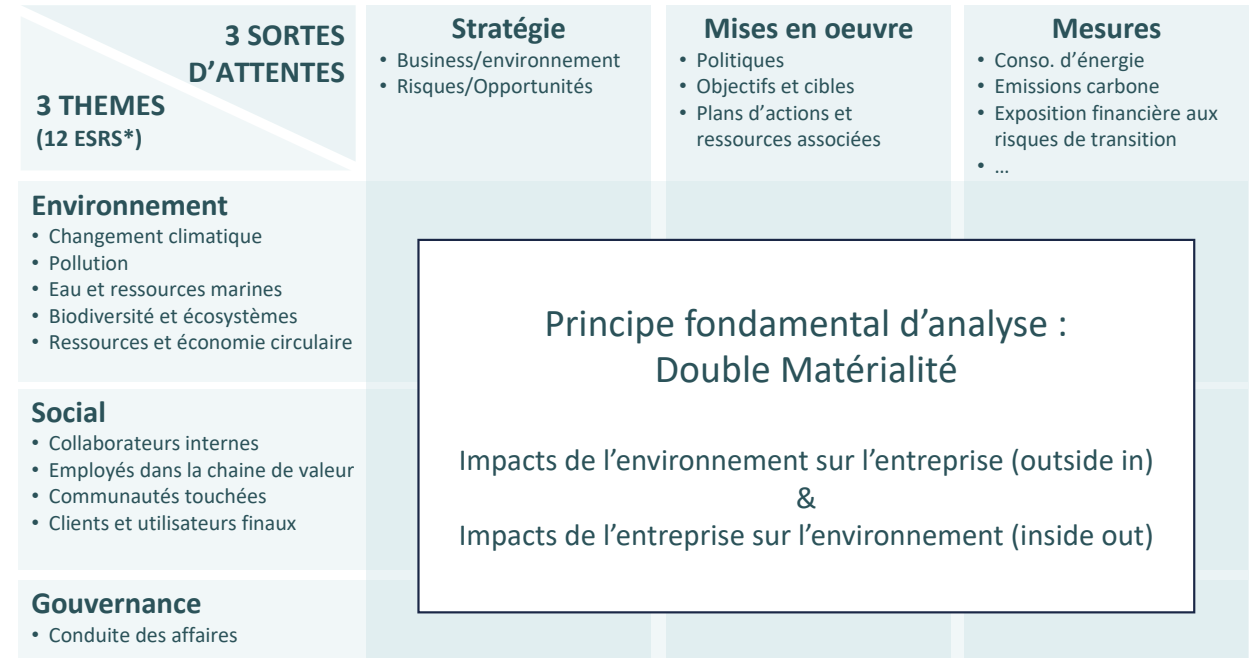 3 SORTES
D’ATTENTES
3 THEMES
(12 ESRS*)
Stratégie
• Business/environnement
• Risques/Opportunités
Mises en oeuvre
• Politiques
• Objectifs et cibles
• Plans d’actions et
ressources associées
Mesures
• Conso. d’énergie
• Emissions carbone
• Exposition financière aux
risques de transition
• …
Environnement
• Changement climatique
• Pollution
• Eau et ressources marines
• Biodiversité et écosystèmes
• Ressources et économie circulaire
Social
• Collaborateurs internes
• Employés dans la chaine de valeur
• Communautés touchées
• Clients et utilisateurs finaux
Gouvernance
• Conduite des affaires
Principe fondamental d’analyse :
Double Matérialité
Impacts de l’environnement sur l’entreprise (outside in)
&
Impacts de l’entreprise sur l’environnement (inside out)